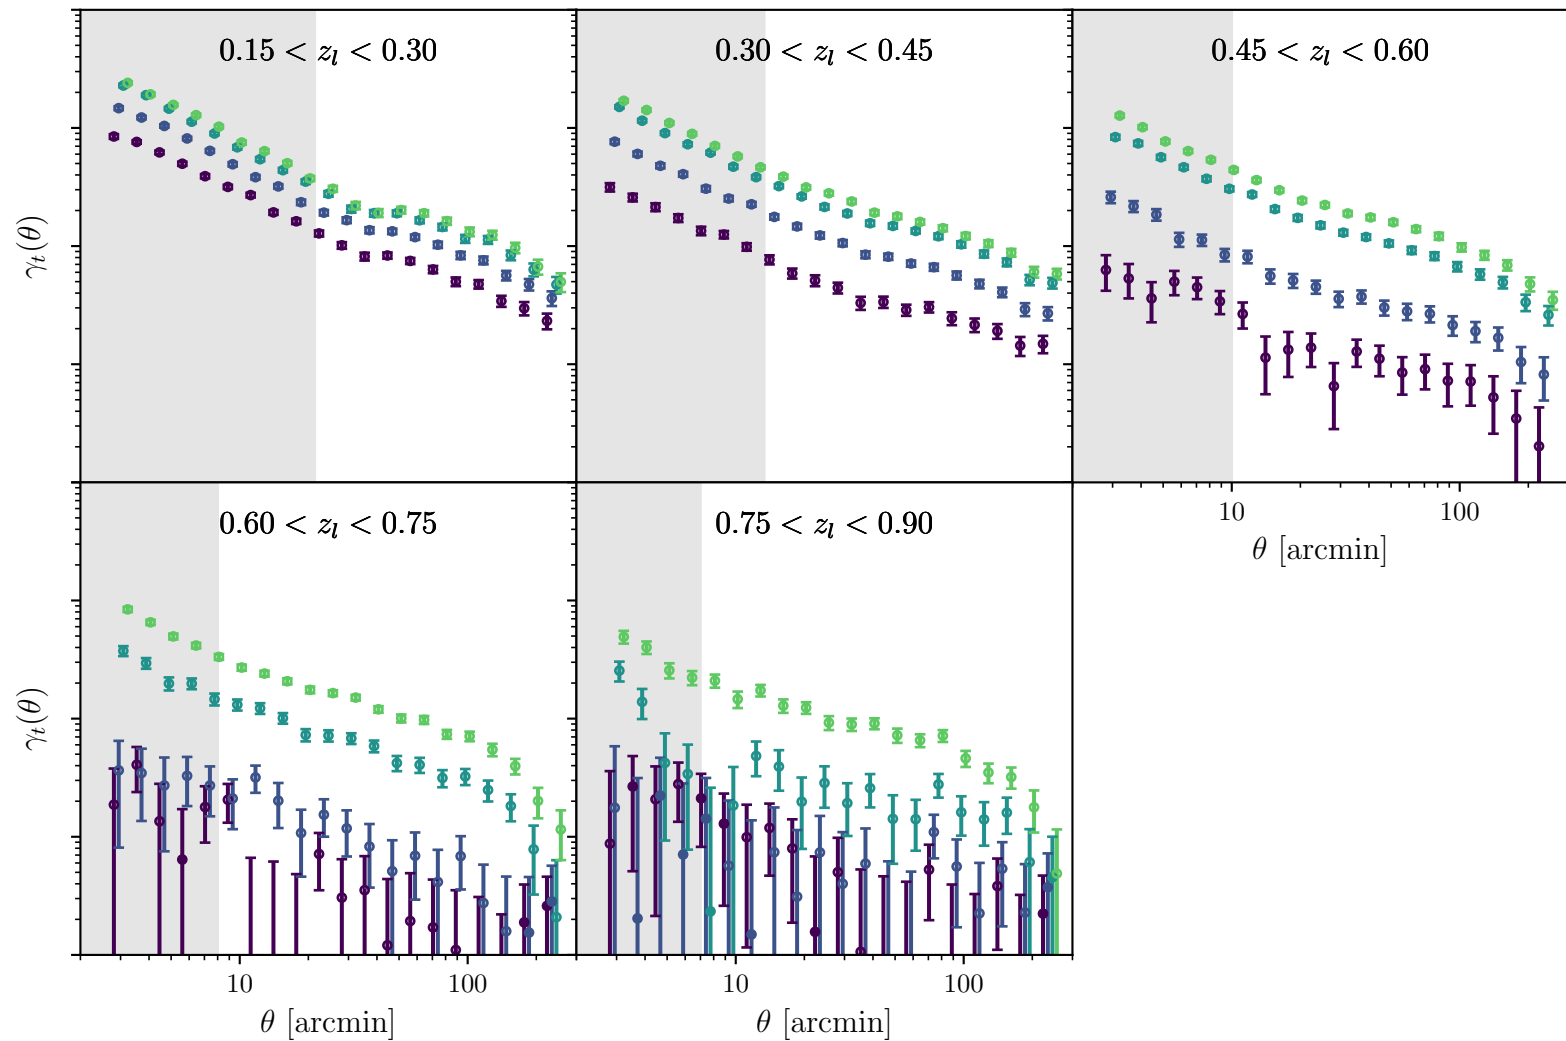 0.15 < z_l < 0.30
0.30 < z_l < 0.45
0.45 < z_l < 0.60
γ_t(θ)
10 100
θ [arcmin]
0.60 < z_l < 0.75
0.75 < z_l < 0.90
γ_t(θ)
10 100
10 100
θ [arcmin]
θ [arcmin]